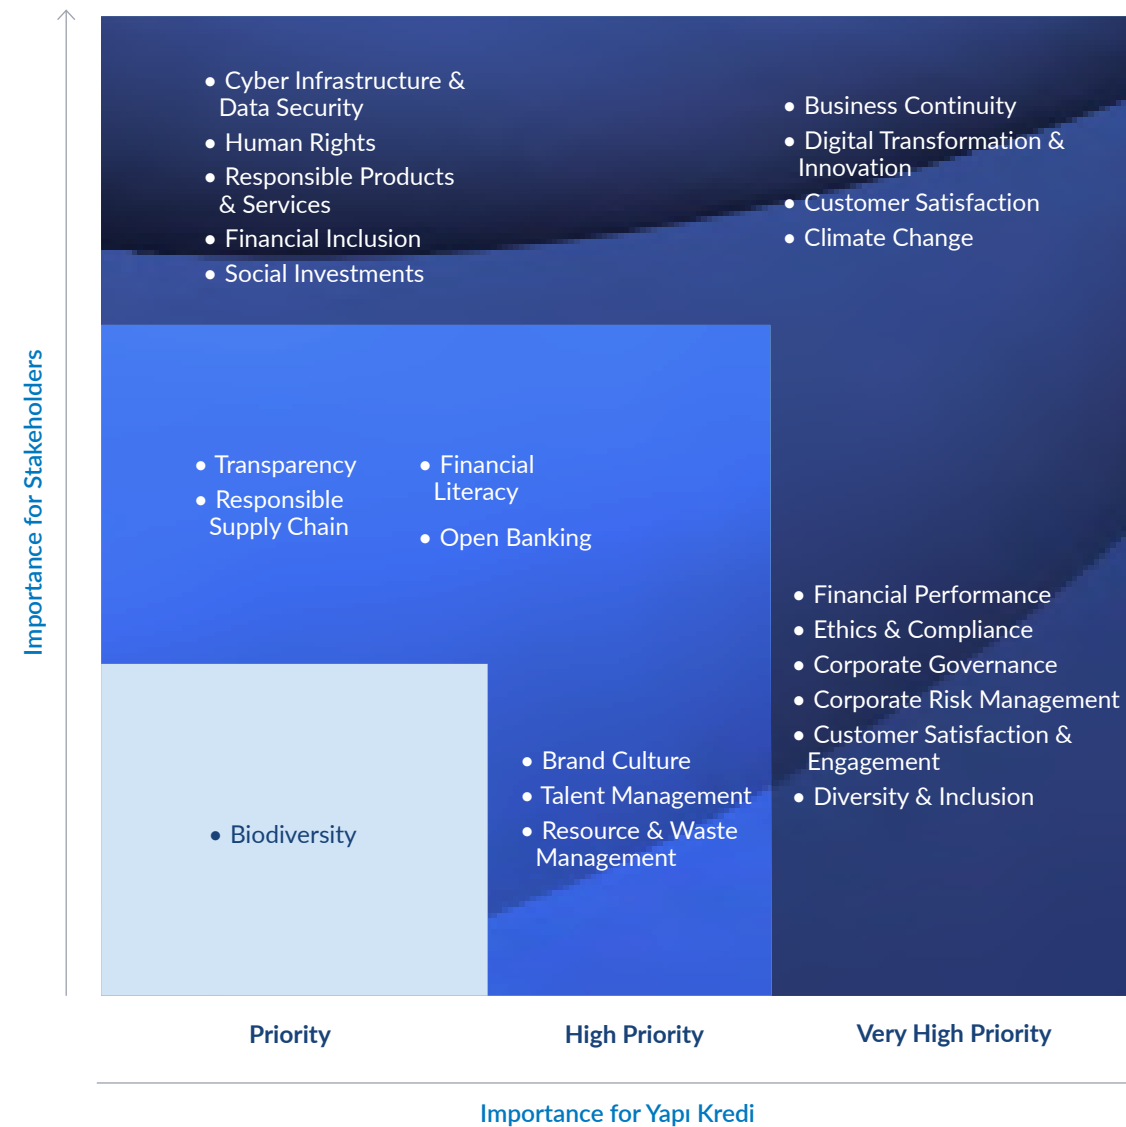 • Cyber Infrastructure &
Data Security
• Human Rights
• Responsible Products
& Services
• Financial Inclusion
• Social Investments
• Business Continuity
• Digital Transformation &
Innovation
• Customer Satisfaction
• Climate Change
Importance for Stakeholders
• Transparency
• Responsible
Supply Chain
• Financial
Literacy
• Open Banking
• Financial Performance
• Ethics & Compliance
• Corporate Governance
• Corporate Risk Management
• Customer Satisfaction &
Engagement
• Diversity & Inclusion
• Brand Culture
• Talent Management
• Resource & Waste
Management
• Biodiversity
Priority
High Priority
Very High Priority
Importance for Yapı Kredi